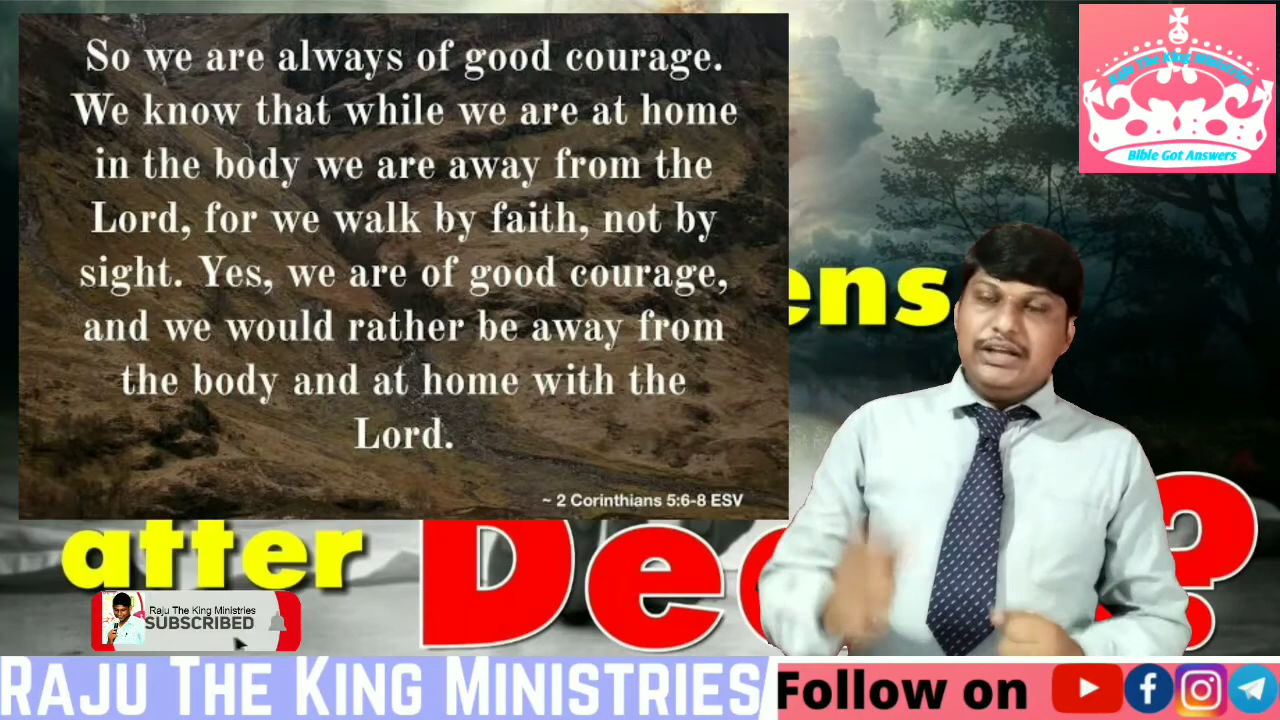 So we are always of good courage.
We know that while we are at home
in the body we are away from the
Lord, for we walk by faith, not by
sight. Yes, we are of good courage,
and we would rather be away from
the body and at home with the
Lord.
~ 2 Corinthians 5:6-8 ESV
Raju The King Ministries
Bible Got Answers
ens
after De
?
Raju The King Ministries
SUBSCRIBED
RAJU THE KING MINISTRIES
Follow on